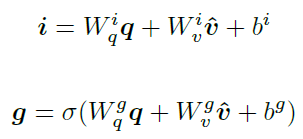 i = W_q^i q + W_v^i v̂ + b^i
g = σ(W_q^g q + W_v^g v̂ + b^g)